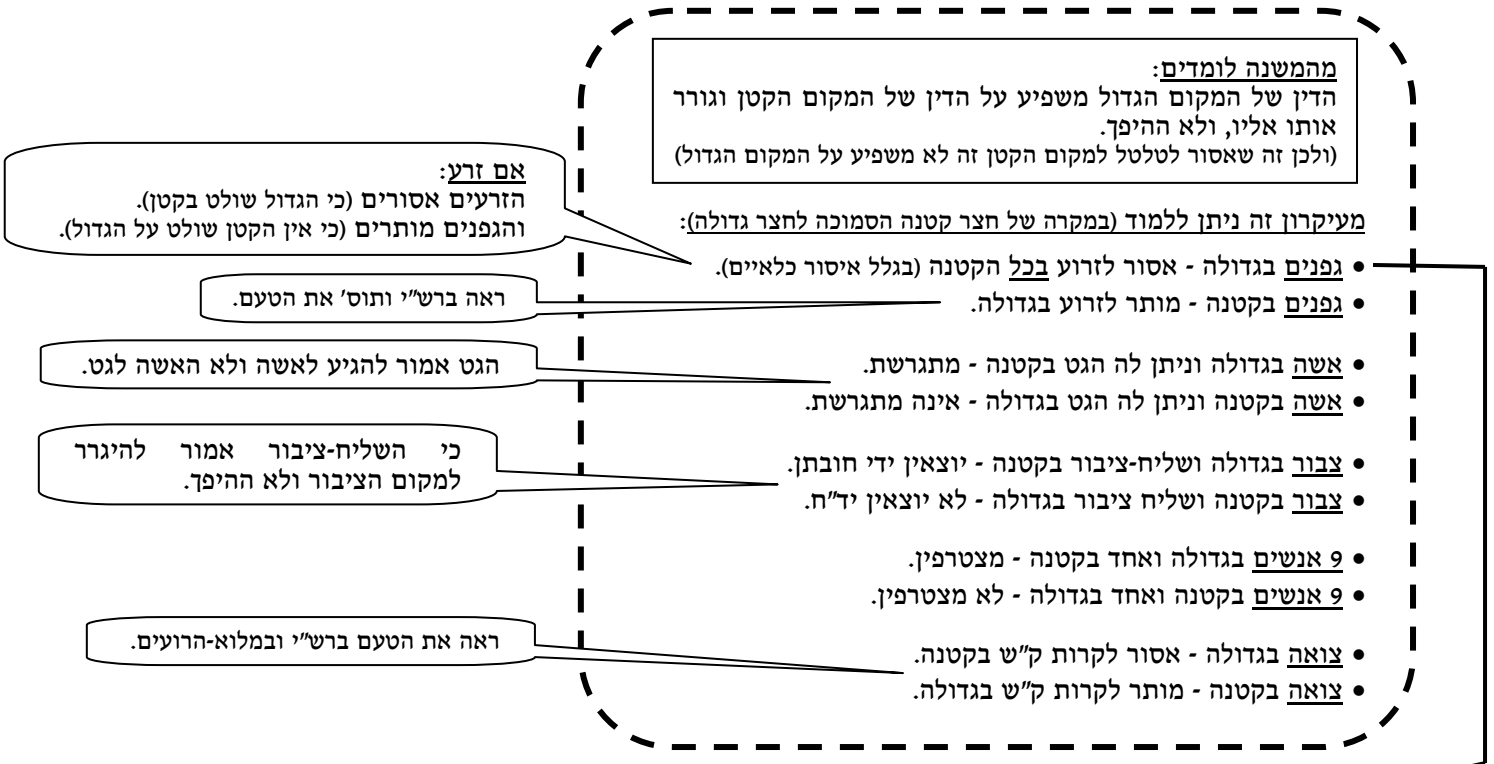 מהמשנה לומדים:
הדין של המקום הגדול משפיע על הדין של המקום הקטן וגורר
אותו אליו, ולא ההיפך.
(ולכן זה שאסור לטלטל למקום הקטן זה לא משפיע על המקום הגדול)
מעיקרון זה ניתן ללמוד (במקרה של חצר קטנה הסמוכה לחצר גדולה):
• גפנים בגדולה - אסור לזרוע בכל הקטנה (בגלל איסור כלאיים).
• גפנים בקטנה - מותר לזרוע בגדולה.
אם זרע:
הזרעים אסורים (כי הגדול שולט בקטן).
והגפנים מותרים (כי אין הקטן שולט על הגדול).
ראה ברש"י ותוס' את הטעם.
• אשה בגדולה וניתן לה הגט בקטנה - מתגרשת.
• אשה בקטנה וניתן לה הגט בגדולה - אינה מתגרשת.
הגט אמור להגיע לאשה ולא האשה לגט.
• צבור בגדולה ושליח-ציבור בקטנה - יוצאין ידי חובתן.
• צבור בקטנה ושליח ציבור בגדולה - לא יוצאין יד"ח.
כי השליח-ציבור אמור להיגרר
למקום הציבור ולא ההיפך.
• 9 אנשים בגדולה ואחד בקטנה - מצטרפין.
• 9 אנשים בקטנה ואחד בגדולה - לא מצטרפין.
• צואה בגדולה - אסור לקרות ק"ש בקטנה.
• צואה בקטנה - מותר לקרות ק"ש בגדולה.
ראה את הטעם ברש"י ובמלוא-הרועים.